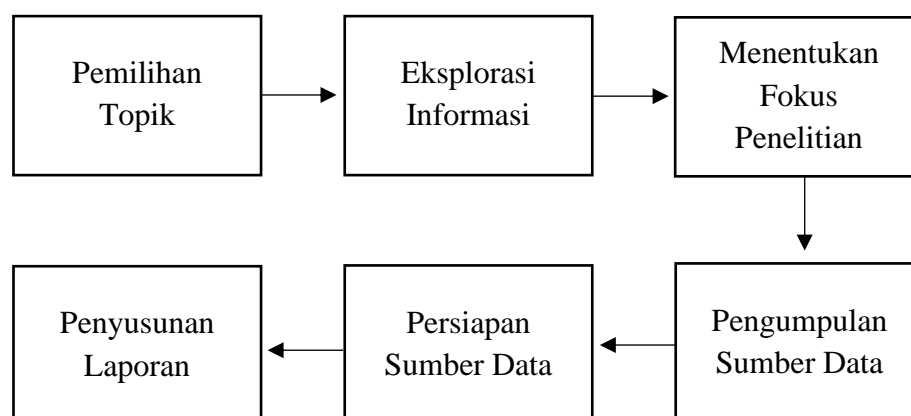 Pemilihan
Topik
Eksplorasi
Informasi
Menentukan
Fokus
Penelitian
Pengumpulan
Sumber Data
Persiapan
Sumber Data
Penyusunan
Laporan